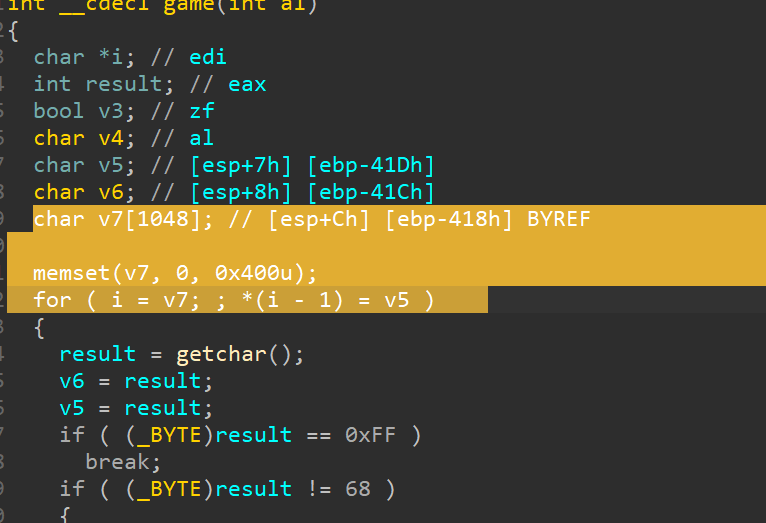 int __cdecl game(int a1)
{
char *i; // edi
int result; // eax
bool v3; // zf
char v4; // al
char v5; // [esp+7h] [ebp-41Dh]
char v6; // [esp+8h] [ebp-41Ch]
char v7[1048]; // [esp+Ch] [ebp-418h] BYREF
memset(v7, 0, 0x400u);
for ( i = v7; ; *(i - 1) = v5 )
{
result = getchar();
v6 = result;
v5 = result;
if ( (_BYTE)result == 0xFF )
break;
if ( (_BYTE)result != 68 )
{